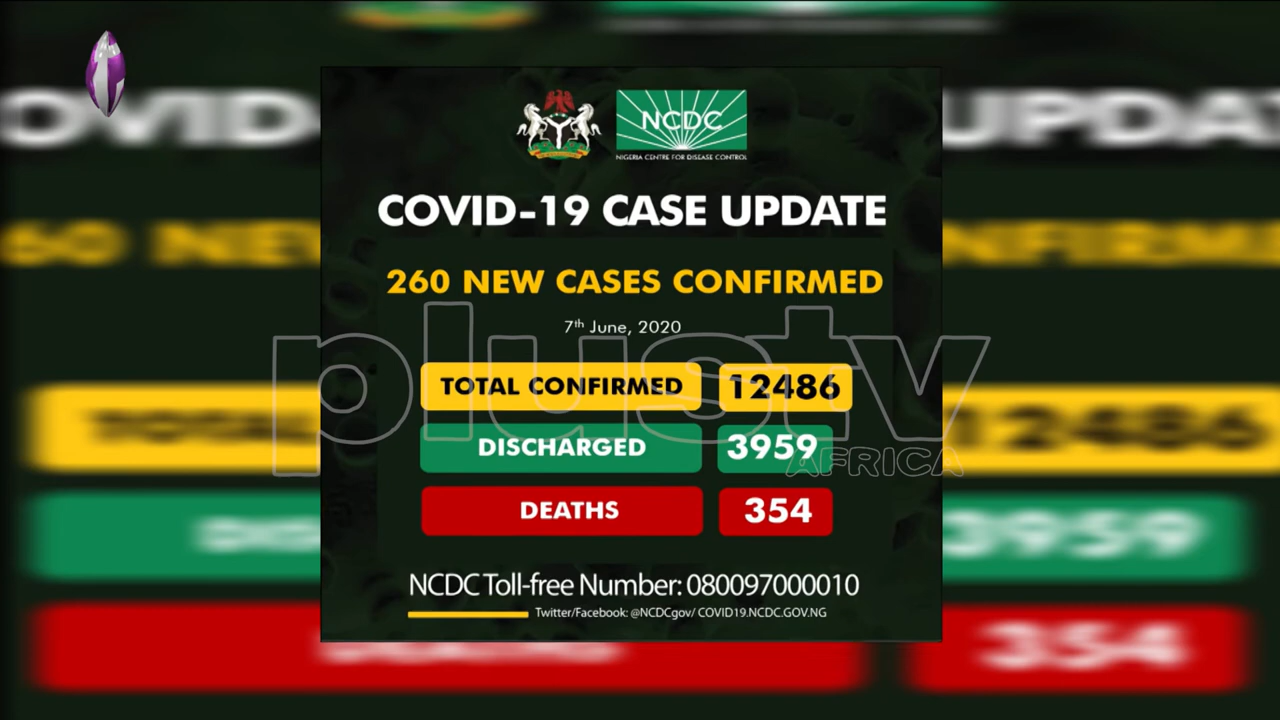 NCDC
NIGERIA CENTRE FOR DISEASE CONTROL
COVID-19 CASE UPDATE
260 NEW CASES CONFIRMED
7th June, 2020
TOTAL CONFIRMED 12486
DISCHARGED 3959
DEATHS 354
plustv
AFRICA
NCDC Toll-free Number: 080097000010
Twitter/Facebook: @NCDCgov/ COVID19.NCDC.GOV.NG